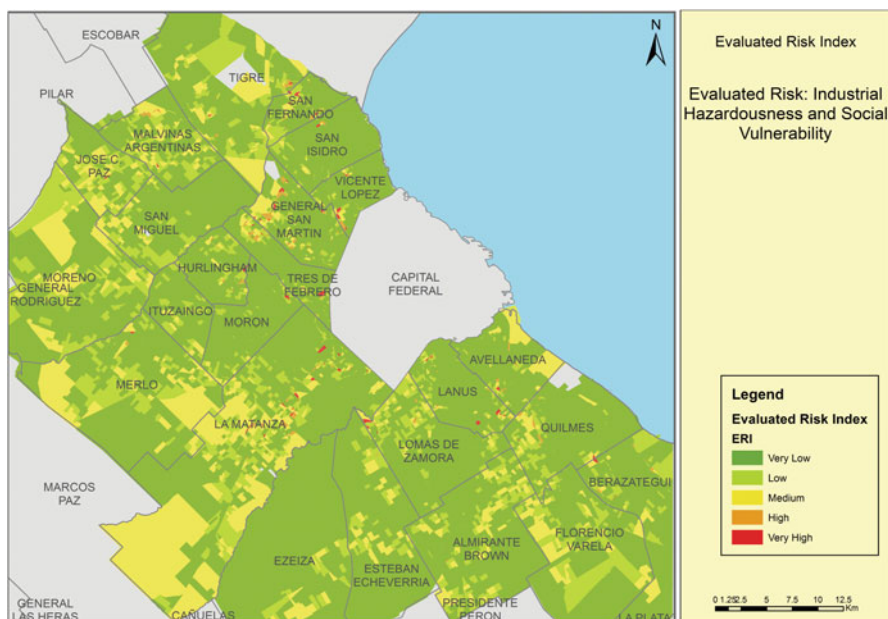 ESCOBAR
N
TIGRE
PILAR
SAN
FERNANDO
MALVINAS
ARGENTINAS
SAN
ISIDRO
JOSE C
PAZ
VICENTE
LOPEZ
GENERAL
SAN
MARTIN
SAN
MIGUEL
HURLINGHAM
MORENO
GENERAL
RODRIGUEZ
TRES DE
FEBRERO
CAPITAL
FEDERAL
ITUZAINGO
MORON
AVELLANEDA
MERLO
LANUS
LA MATANZA
QUILMES
LOMAS DE
ZAMORA
BERAZATEGUI
MARCOS
PAZ
EZEIZA
ALMIRANTE
BROWN
FLORENCIO
VARELA
ESTEBAN
ECHEVERRIA
GENERAL
LAS HERAS
CAÑUELAS
PRESIDENTE
PERON
LA PLATA
Evaluated Risk Index
Evaluated Risk: Industrial
Hazardousness and Social
Vulnerability
Legend
Evaluated Risk Index
ERI
Very Low
Low
Medium
High
Very High
0 1.252.5 5 7.5 10 12.5
Km